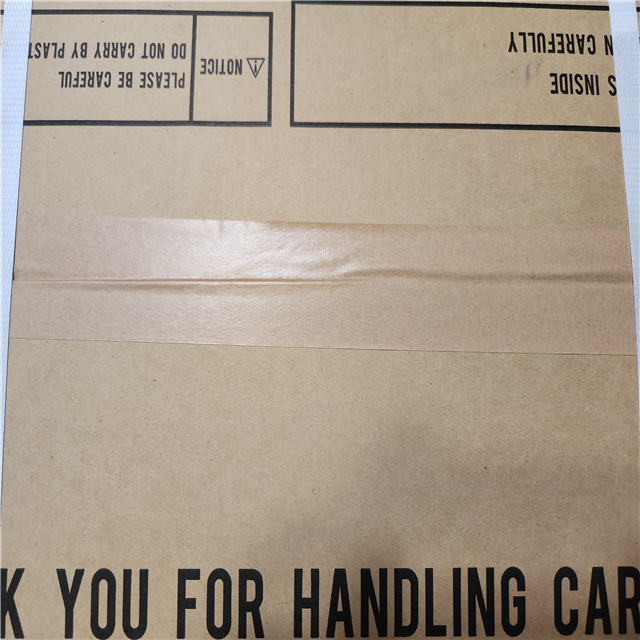 K YOU FOR HANDLING CAR
NOTICE
PLEASE BE CAREFUL
DO NOT CARRY BY PLAST
S INSIDE
N CAREFULLY